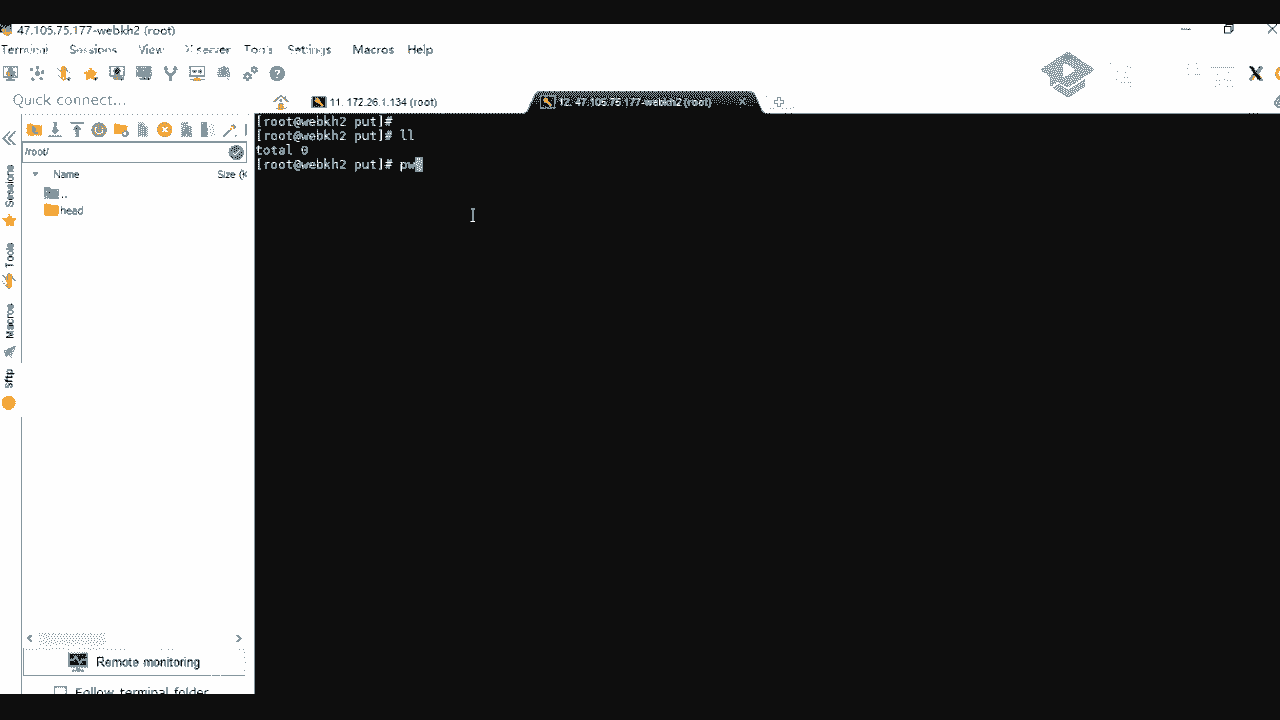 47.105.75.177-webkh2 (root)
Terminal Sessions View X server Tools Settings Macros Help
Quick connect...
11. 172.26.1.134 (root)
12. 47.105.75.177-webkh2 (root)
/root/
Name Size (K
..
head
Sessions
Tools
Macros
Sftp
[root@webkh2 put]#
[root@webkh2 put]# ll
total 0
[root@webkh2 put]# pw
Remote monitoring
Follow terminal folder